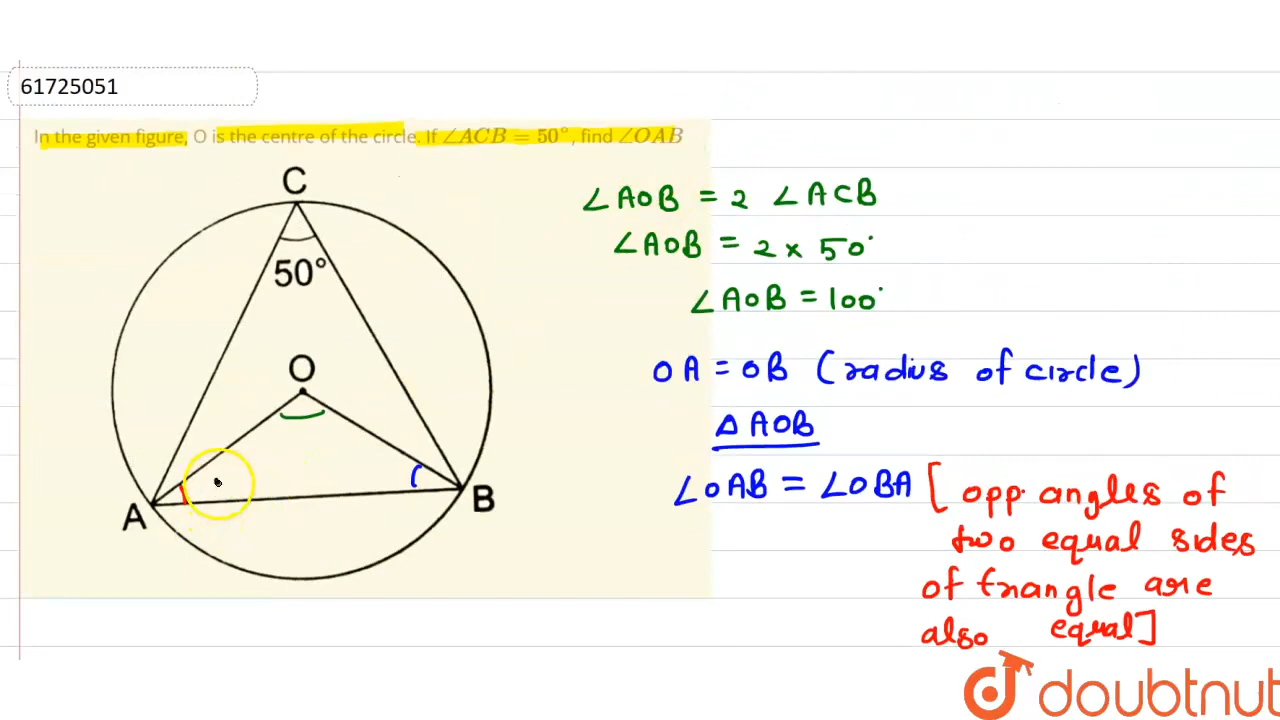 61725051
In the given figure, O is the centre of the circle. If ∠ACB = 50°, find ∠OAB
C
50°
O
A
B
∠AOB = 2 ∠ACB
∠AOB = 2 × 50°
∠AOB = 100°
OA = OB (radius of circle)
△AOB
∠OAB = ∠OBA [opp. angles of
two equal sides
of triangle are
also equal]
doubtnut